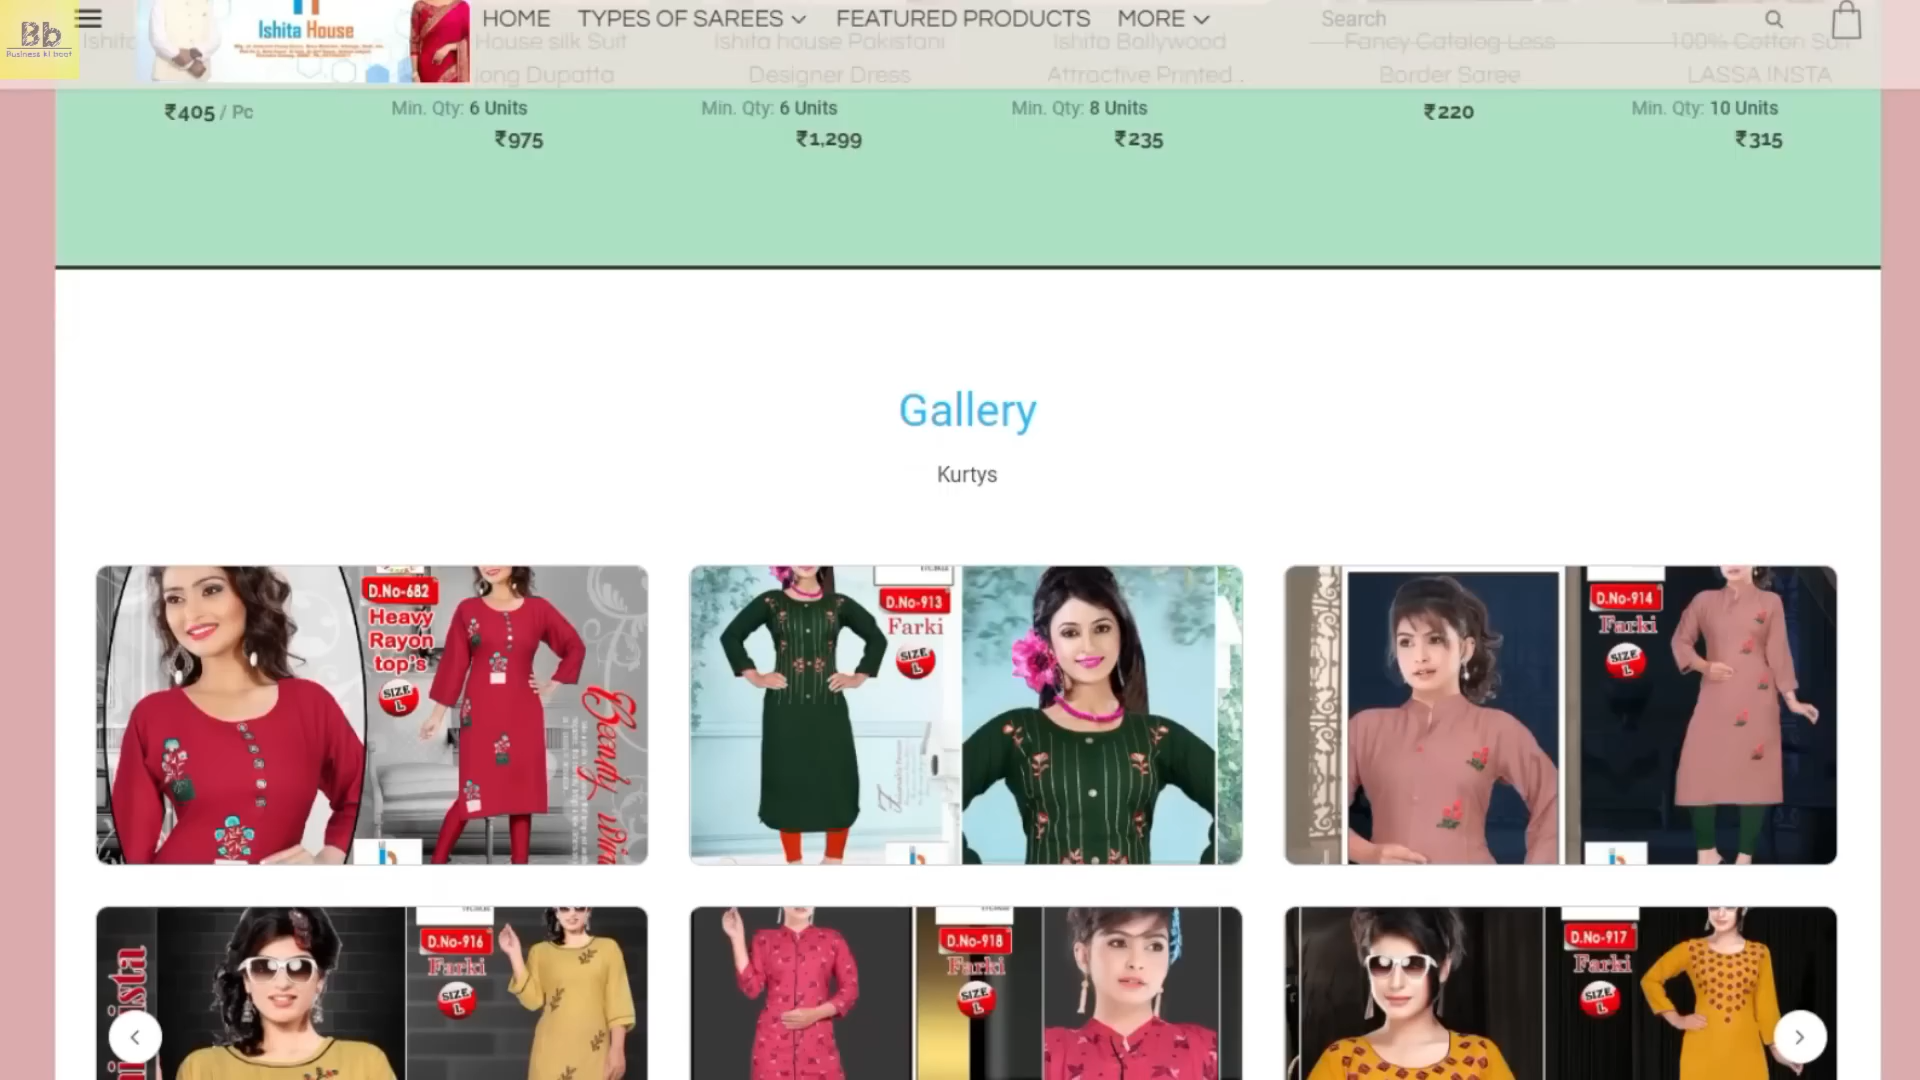 Bb
Business ki baat
Ishita House
HOME
TYPES OF SAREES
FEATURED PRODUCTS
MORE
Search
House silk Suit
Ishita house Pakistani
Ishita Bollywood
Fancy Catalog Less
100% Cotton Suit
Dupatta
Designer Dress
Attractive Printed .
Border Saree
LASSA INSTA
₹405 / Pc
Min. Qty: 6 Units
₹975
Min. Qty: 6 Units
₹1,299
Min. Qty: 8 Units
₹235
₹220
Min. Qty: 10 Units
₹315
Gallery
Kurtys
D.No-682
Heavy
Rayon
top's
SIZE
L
Beauty
D.No-913
Farki
SIZE
L
D.No-914
Farki
SIZE
L
D.No-916
Farki
SIZE
L
D.No-918
Farki
SIZE
L
D.No-917
Farki
SIZE
L